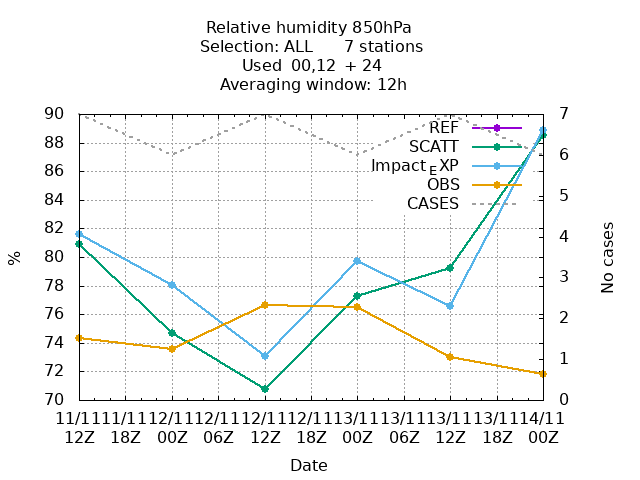 Relative humidity 850hPa
Selection: ALL 7 stations
Used 00,12 + 24
Averaging window: 12h
90
88
86
84
82
80
78
76
74
72
70
%
7
6
5
4
3
2
1
0
No cases
REF
SCATT
Impact_EXP
OBS
CASES
11/11 11/11 12/11 12/11 12/11 12/11 13/11 13/11 13/11 13/11 14/11
12Z 18Z 00Z 06Z 12Z 18Z 00Z 06Z 12Z 18Z 00Z
Date